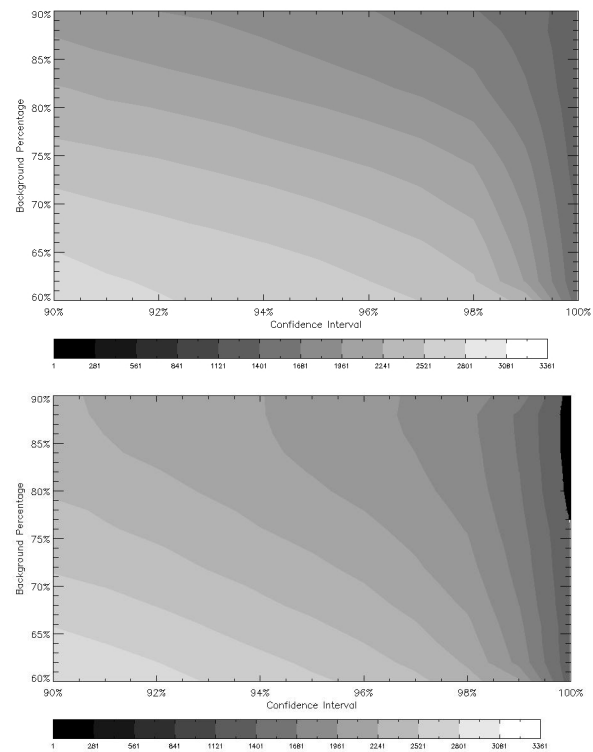 90%
85%
80%
75%
70%
65%
60%
Background Percentage
90% 92% 94% 96% 98% 100%
Confidence Interval
1 281 561 841 1121 1401 1681 1961 2241 2521 2801 3081 3361
90%
85%
80%
75%
70%
65%
60%
Background Percentage
90% 92% 94% 96% 98% 100%
Confidence Interval
1 281 561 841 1121 1401 1681 1961 2241 2521 2801 3081 3361